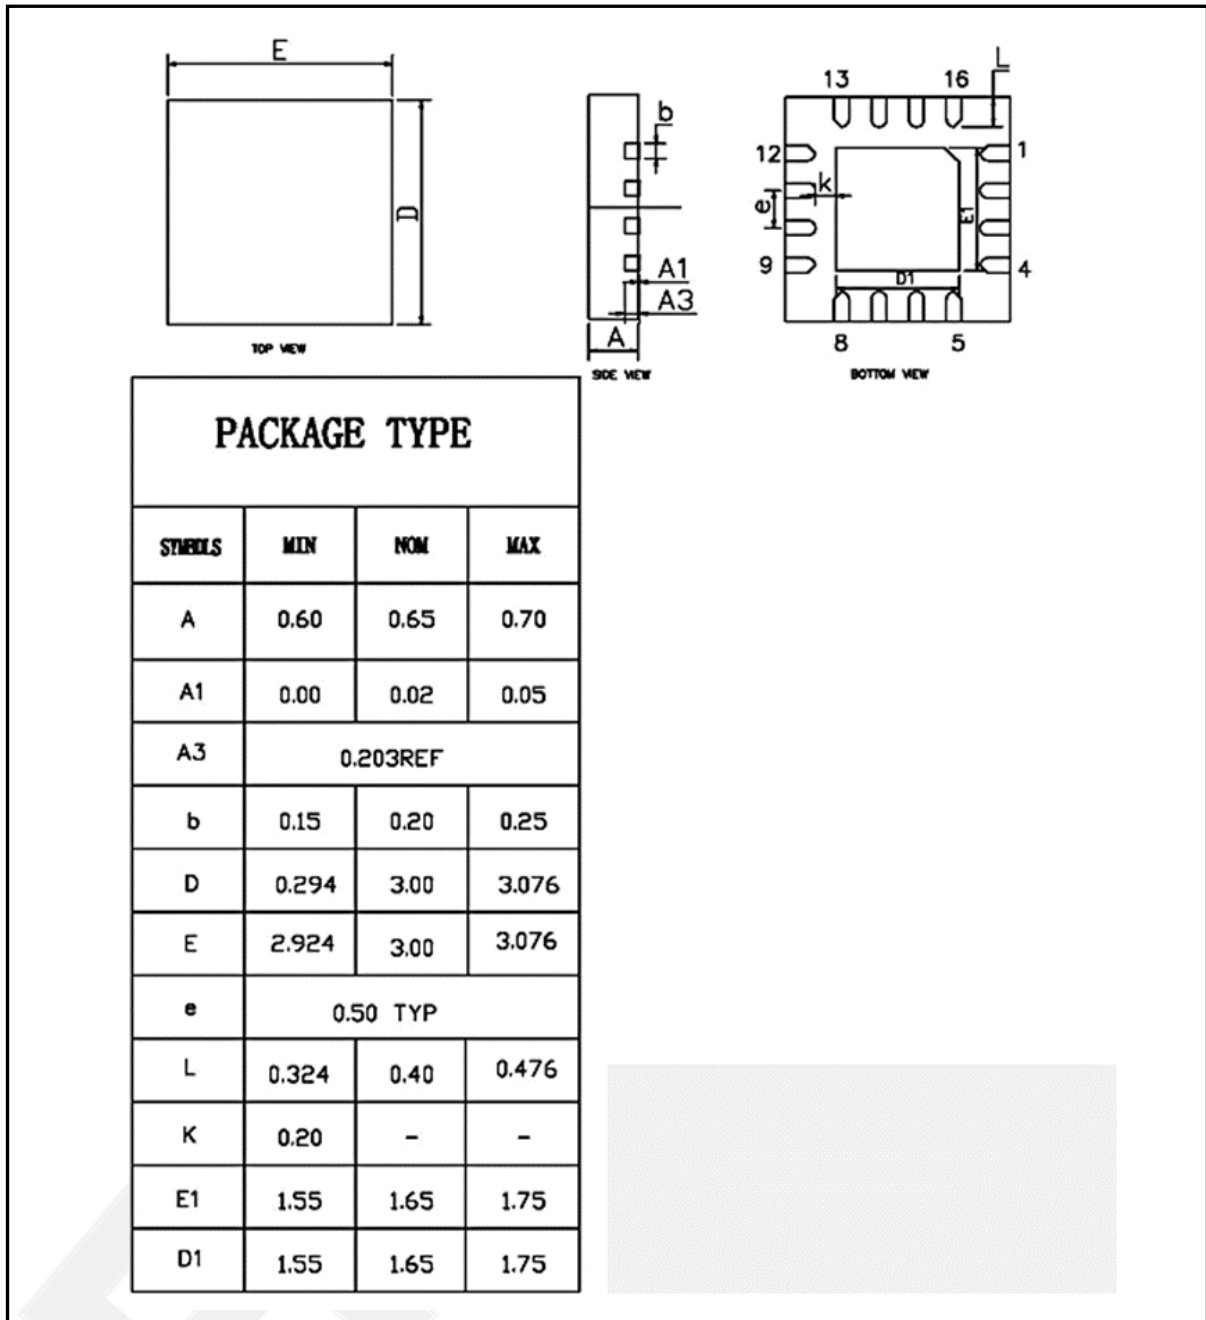 E
D
TOP VIEW
b
A1
A3
A
SIDE VIEW
L
13 16
12 1
k
e
E1
9 4
D1
8 5
BOTTOM VIEW
PACKAGE TYPE
SYMBOLS MIN NOM MAX
A 0.60 0.65 0.70
A1 0.00 0.02 0.05
A3 0.203REF
b 0.15 0.20 0.25
D 0.294 3.00 3.076
E 2.924 3.00 3.076
e 0.50 TYP
L 0.324 0.40 0.476
K 0.20 - -
E1 1.55 1.65 1.75
D1 1.55 1.65 1.75